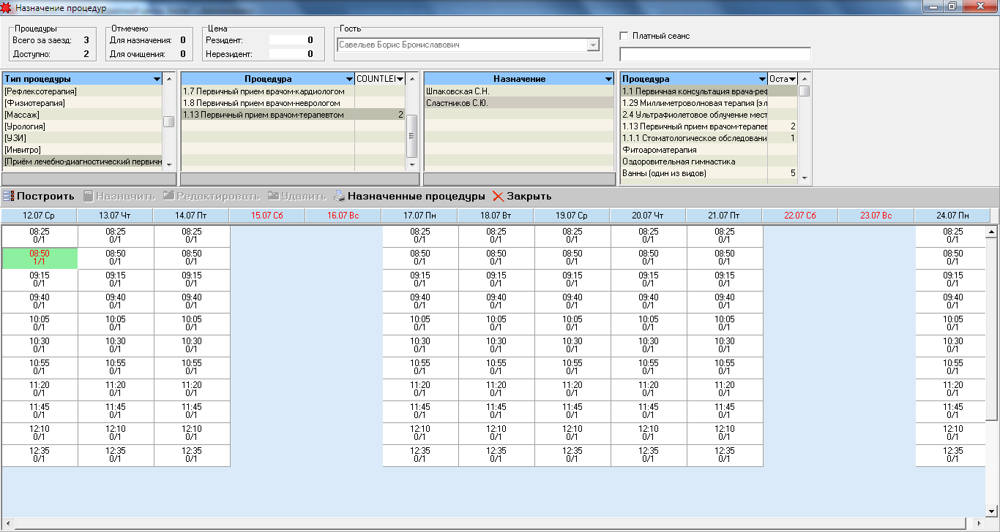 Назначение процедур
Процедуры
Всего за заезд: 3
Доступно: 2
Отмечено
Для назначения: 0
Для очищения: 0
Цена
Резидент: 0
Нерезидент: 0
Гость
Савельев Борис Брониславович
Платный сеанс
Тип процедуры
[Рефлексотерапия]
[Физиотерапия]
[Массаж]
[Урология]
[УЗИ]
[Инвитро]
[Приём лечебно-диагностический первичн
Процедура COUNTLEI
1.7 Первичный прием врачом-кардиологом
1.8 Первичный прием врачом-неврологом
1.13 Первичный прием врачом-терапевтом 2
Назначение
Шпаковская С.Н.
Сластников С.Ю.
Процедура Оста
1.1 Первичная консультация врача-реф
1.29 Миллиметроволновая терапия (эл
2.4 Ультрафиолетовое облучение мест
1.13 Первичный прием врачом-терапев 2
1.1.1 Стоматологическое обследовани 1
Фитоароматерапия
Оздоровительная гимнастика
Ванны (один из видов) 5
Построить Назначить Редактировать Удалить Назначенные процедуры Закрыть
12.07 Ср 13.07 Чт 14.07 Пт 15.07 Сб 16.07 Вс 17.07 Пн 18.07 Вт 19.07 Ср 20.07 Чт 21.07 Пт 22.07 Сб 23.07 Вс 24.07 Пн
08:25 08:25 08:25 08:25 08:25 08:25 08:25 08:25 08:25
0/1 0/1 0/1 0/1 0/1 0/1 0/1 0/1 0/1
08:50 08:50 08:50 08:50 08:50 08:50 08:50 08:50 08:50
1/1 0/1 0/1 0/1 0/1 0/1 0/1 0/1 0/1
09:15 09:15 09:15 09:15 09:15 09:15 09:15 09:15 09:15
0/1 0/1 0/1 0/1 0/1 0/1 0/1 0/1 0/1
09:40 09:40 09:40 09:40 09:40 09:40 09:40 09:40 09:40
0/1 0/1 0/1 0/1 0/1 0/1 0/1 0/1 0/1
10:05 10:05 10:05 10:05 10:05 10:05 10:05 10:05 10:05
0/1 0/1 0/1 0/1 0/1 0/1 0/1 0/1 0/1
10:30 10:30 10:30 10:30 10:30 10:30 10:30 10:30 10:30
0/1 0/1 0/1 0/1 0/1 0/1 0/1 0/1 0/1
10:55 10:55 10:55 10:55 10:55 10:55 10:55 10:55 10:55
0/1 0/1 0/1 0/1 0/1 0/1 0/1 0/1 0/1
11:20 11:20 11:20 11:20 11:20 11:20 11:20 11:20 11:20
0/1 0/1 0/1 0/1 0/1 0/1 0/1 0/1 0/1
11:45 11:45 11:45 11:45 11:45 11:45 11:45 11:45 11:45
0/1 0/1 0/1 0/1 0/1 0/1 0/1 0/1 0/1
12:10 12:10 12:10 12:10 12:10 12:10 12:10 12:10 12:10
0/1 0/1 0/1 0/1 0/1 0/1 0/1 0/1 0/1
12:35 12:35 12:35 12:35 12:35 12:35 12:35 12:35 12:35
0/1 0/1 0/1 0/1 0/1 0/1 0/1 0/1 0/1